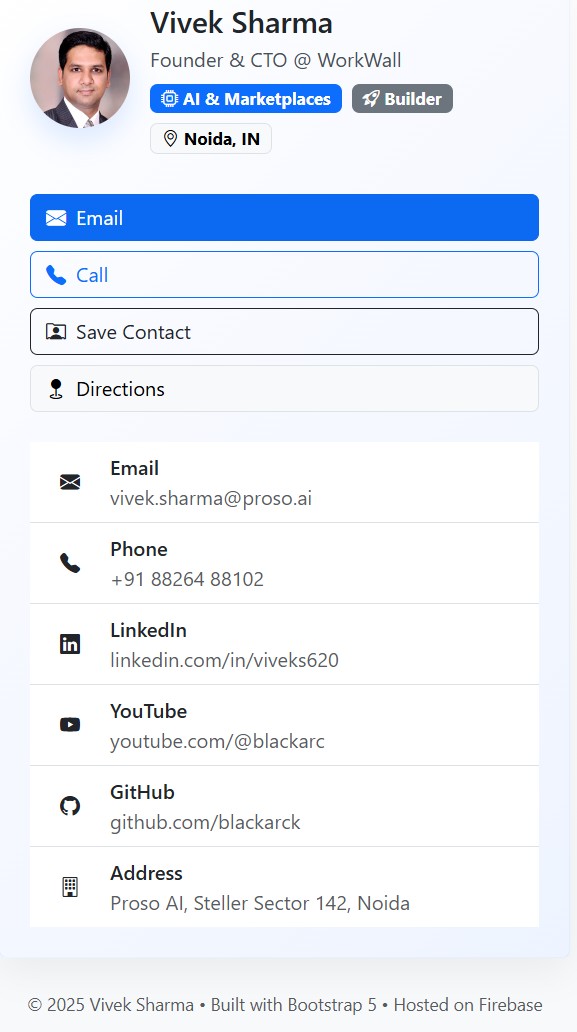 Vivek Sharma
Founder & CTO @ WorkWall
AI & Marketplaces Builder
Noida, IN
Email
Call
Save Contact
Directions
Email
vivek.sharma@proso.ai
Phone
+91 88264 88102
LinkedIn
linkedin.com/in/viveks620
YouTube
youtube.com/@blackarc
GitHub
github.com/blackarck
Address
Proso AI, Steller Sector 142, Noida
© 2025 Vivek Sharma • Built with Bootstrap 5 • Hosted on Firebase